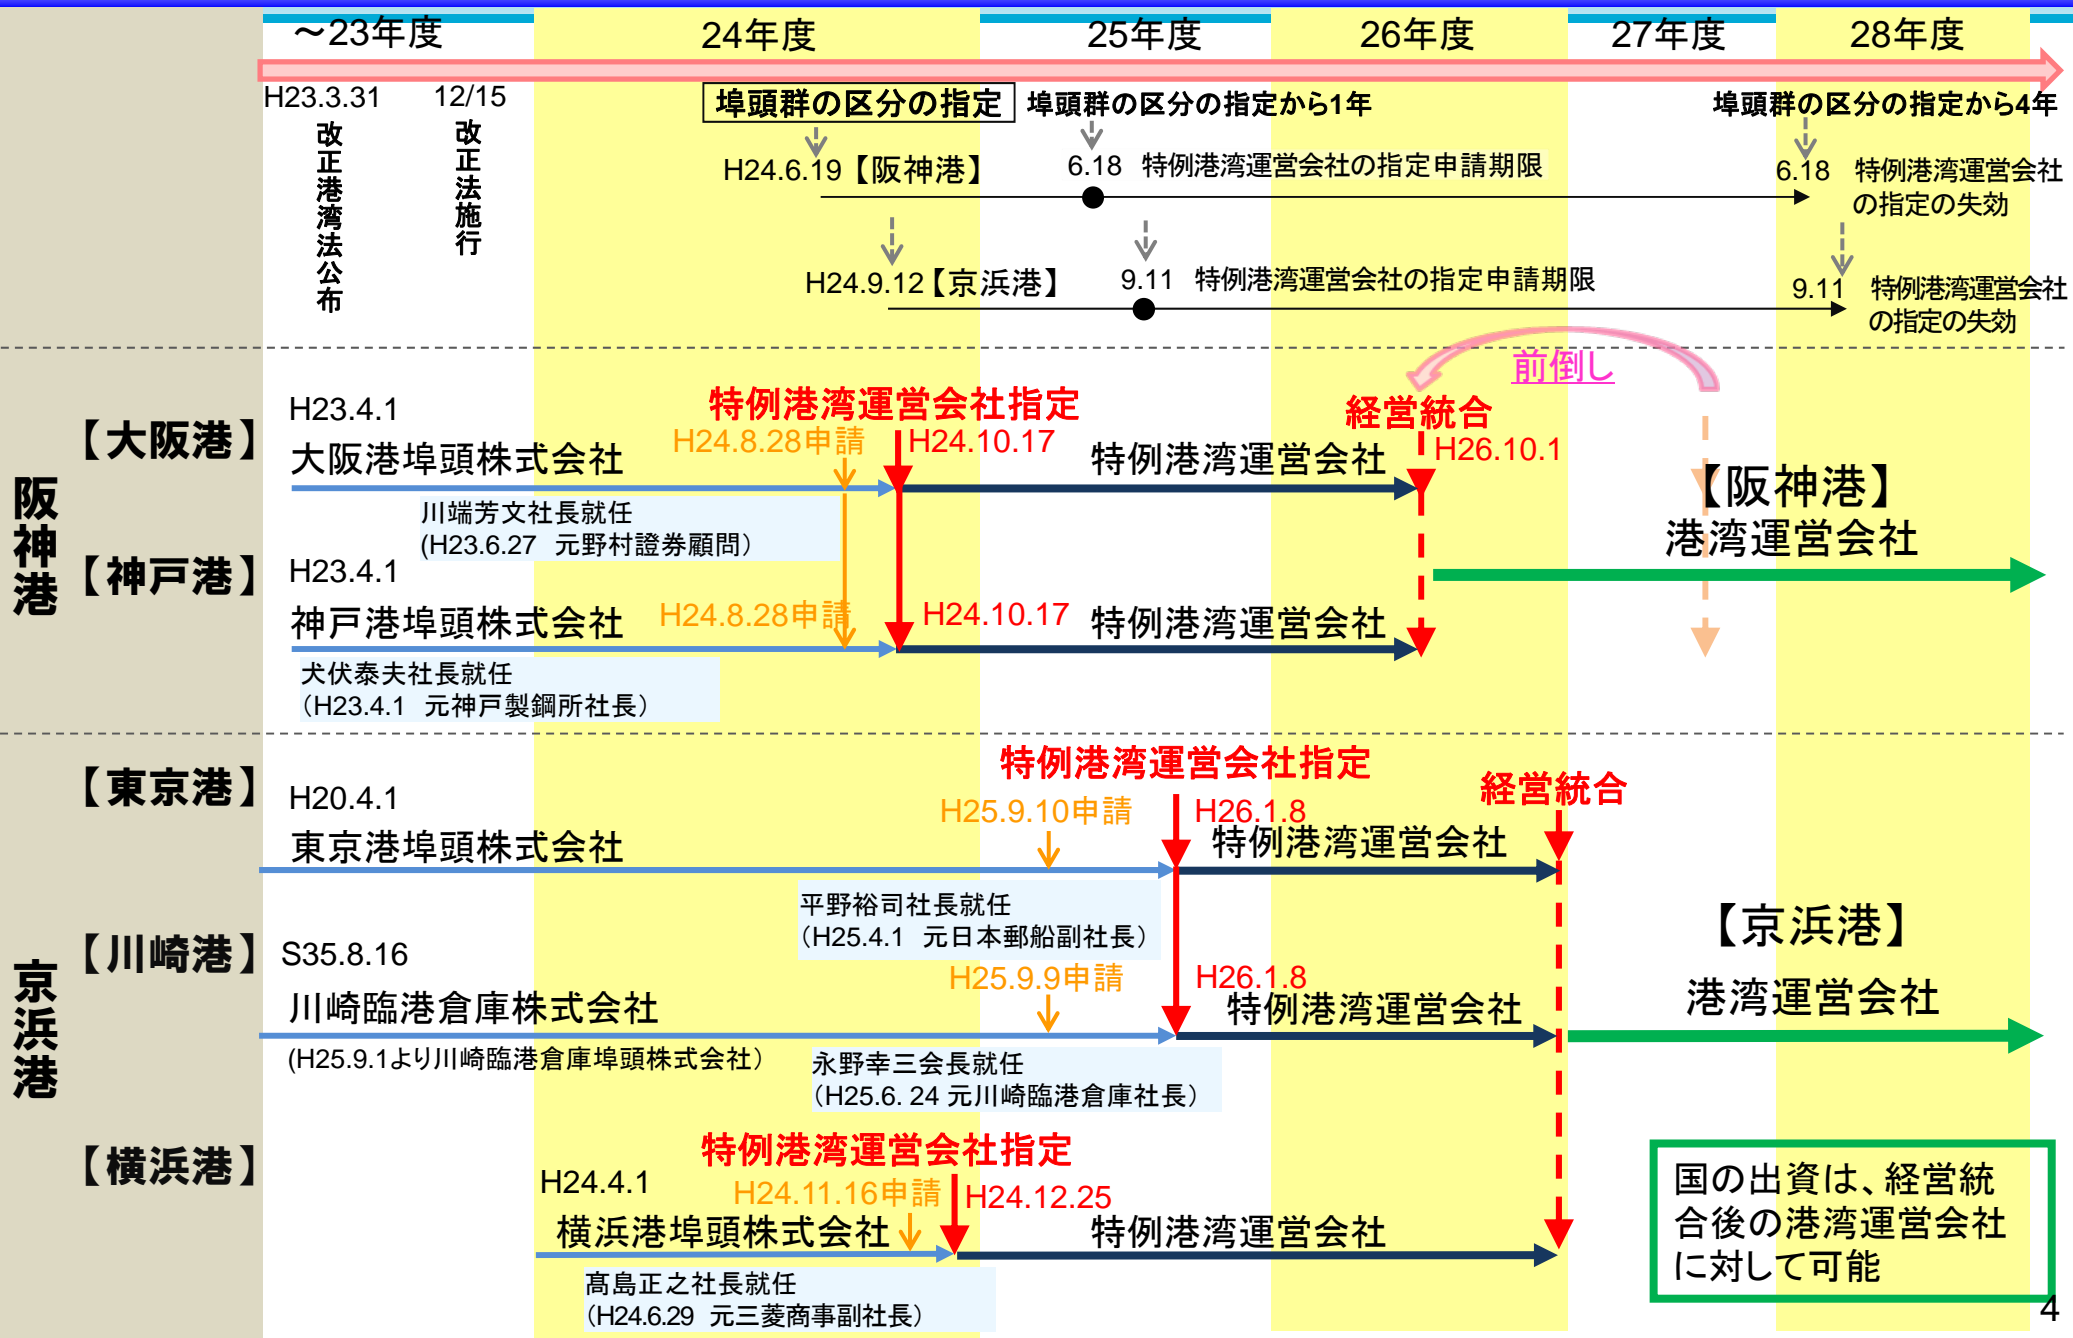 ～23年度
24年度
25年度
26年度
27年度
28年度
H23.3.31
改正港湾法公布
12/15
改正法施行
埠頭群の区分の指定
埠頭群の区分の指定から1年
埠頭群の区分の指定から4年
H24.6.19【阪神港】
6.18 特例港湾運営会社の指定申請期限
6.18 特例港湾運営会社
の指定の失効
H24.9.12【京浜港】
9.11 特例港湾運営会社の指定申請期限
9.11 特例港湾運営会社
の指定の失効
阪神港
【大阪港】
H23.4.1
大阪港埠頭株式会社
川端芳文社長就任
(H23.6.27 元野村證券顧問）
H24.8.28申請
特例港湾運営会社指定
H24.10.17
特例港湾運営会社
経営統合
H26.10.1
前倒し
【阪神港】
港湾運営会社
【神戸港】
H23.4.1
神戸港埠頭株式会社
犬伏泰夫社長就任
（H23.4.1 元神戸製鋼所社長）
H24.8.28申請
H24.10.17
特例港湾運営会社
京浜港
【東京港】
H20.4.1
東京港埠頭株式会社
H25.9.10申請
特例港湾運営会社指定
H26.1.8
特例港湾運営会社
経営統合
平野裕司社長就任
（H25.4.1 元日本郵船副社長）
【川崎港】
S35.8.16
川崎臨港倉庫株式会社
(H25.9.1より川崎臨港倉庫埠頭株式会社）
H25.9.9申請
H26.1.8
特例港湾運営会社
永野幸三会長就任
（H25.6. 24 元川崎臨港倉庫社長）
【京浜港】
港湾運営会社
【横浜港】
H24.4.1
横浜港埠頭株式会社
特例港湾運営会社指定
H24.11.16申請
H24.12.25
特例港湾運営会社
髙島正之社長就任
（H24.6.29 元三菱商事副社長）
国の出資は、経営統
合後の港湾運営会社
に対して可能
4